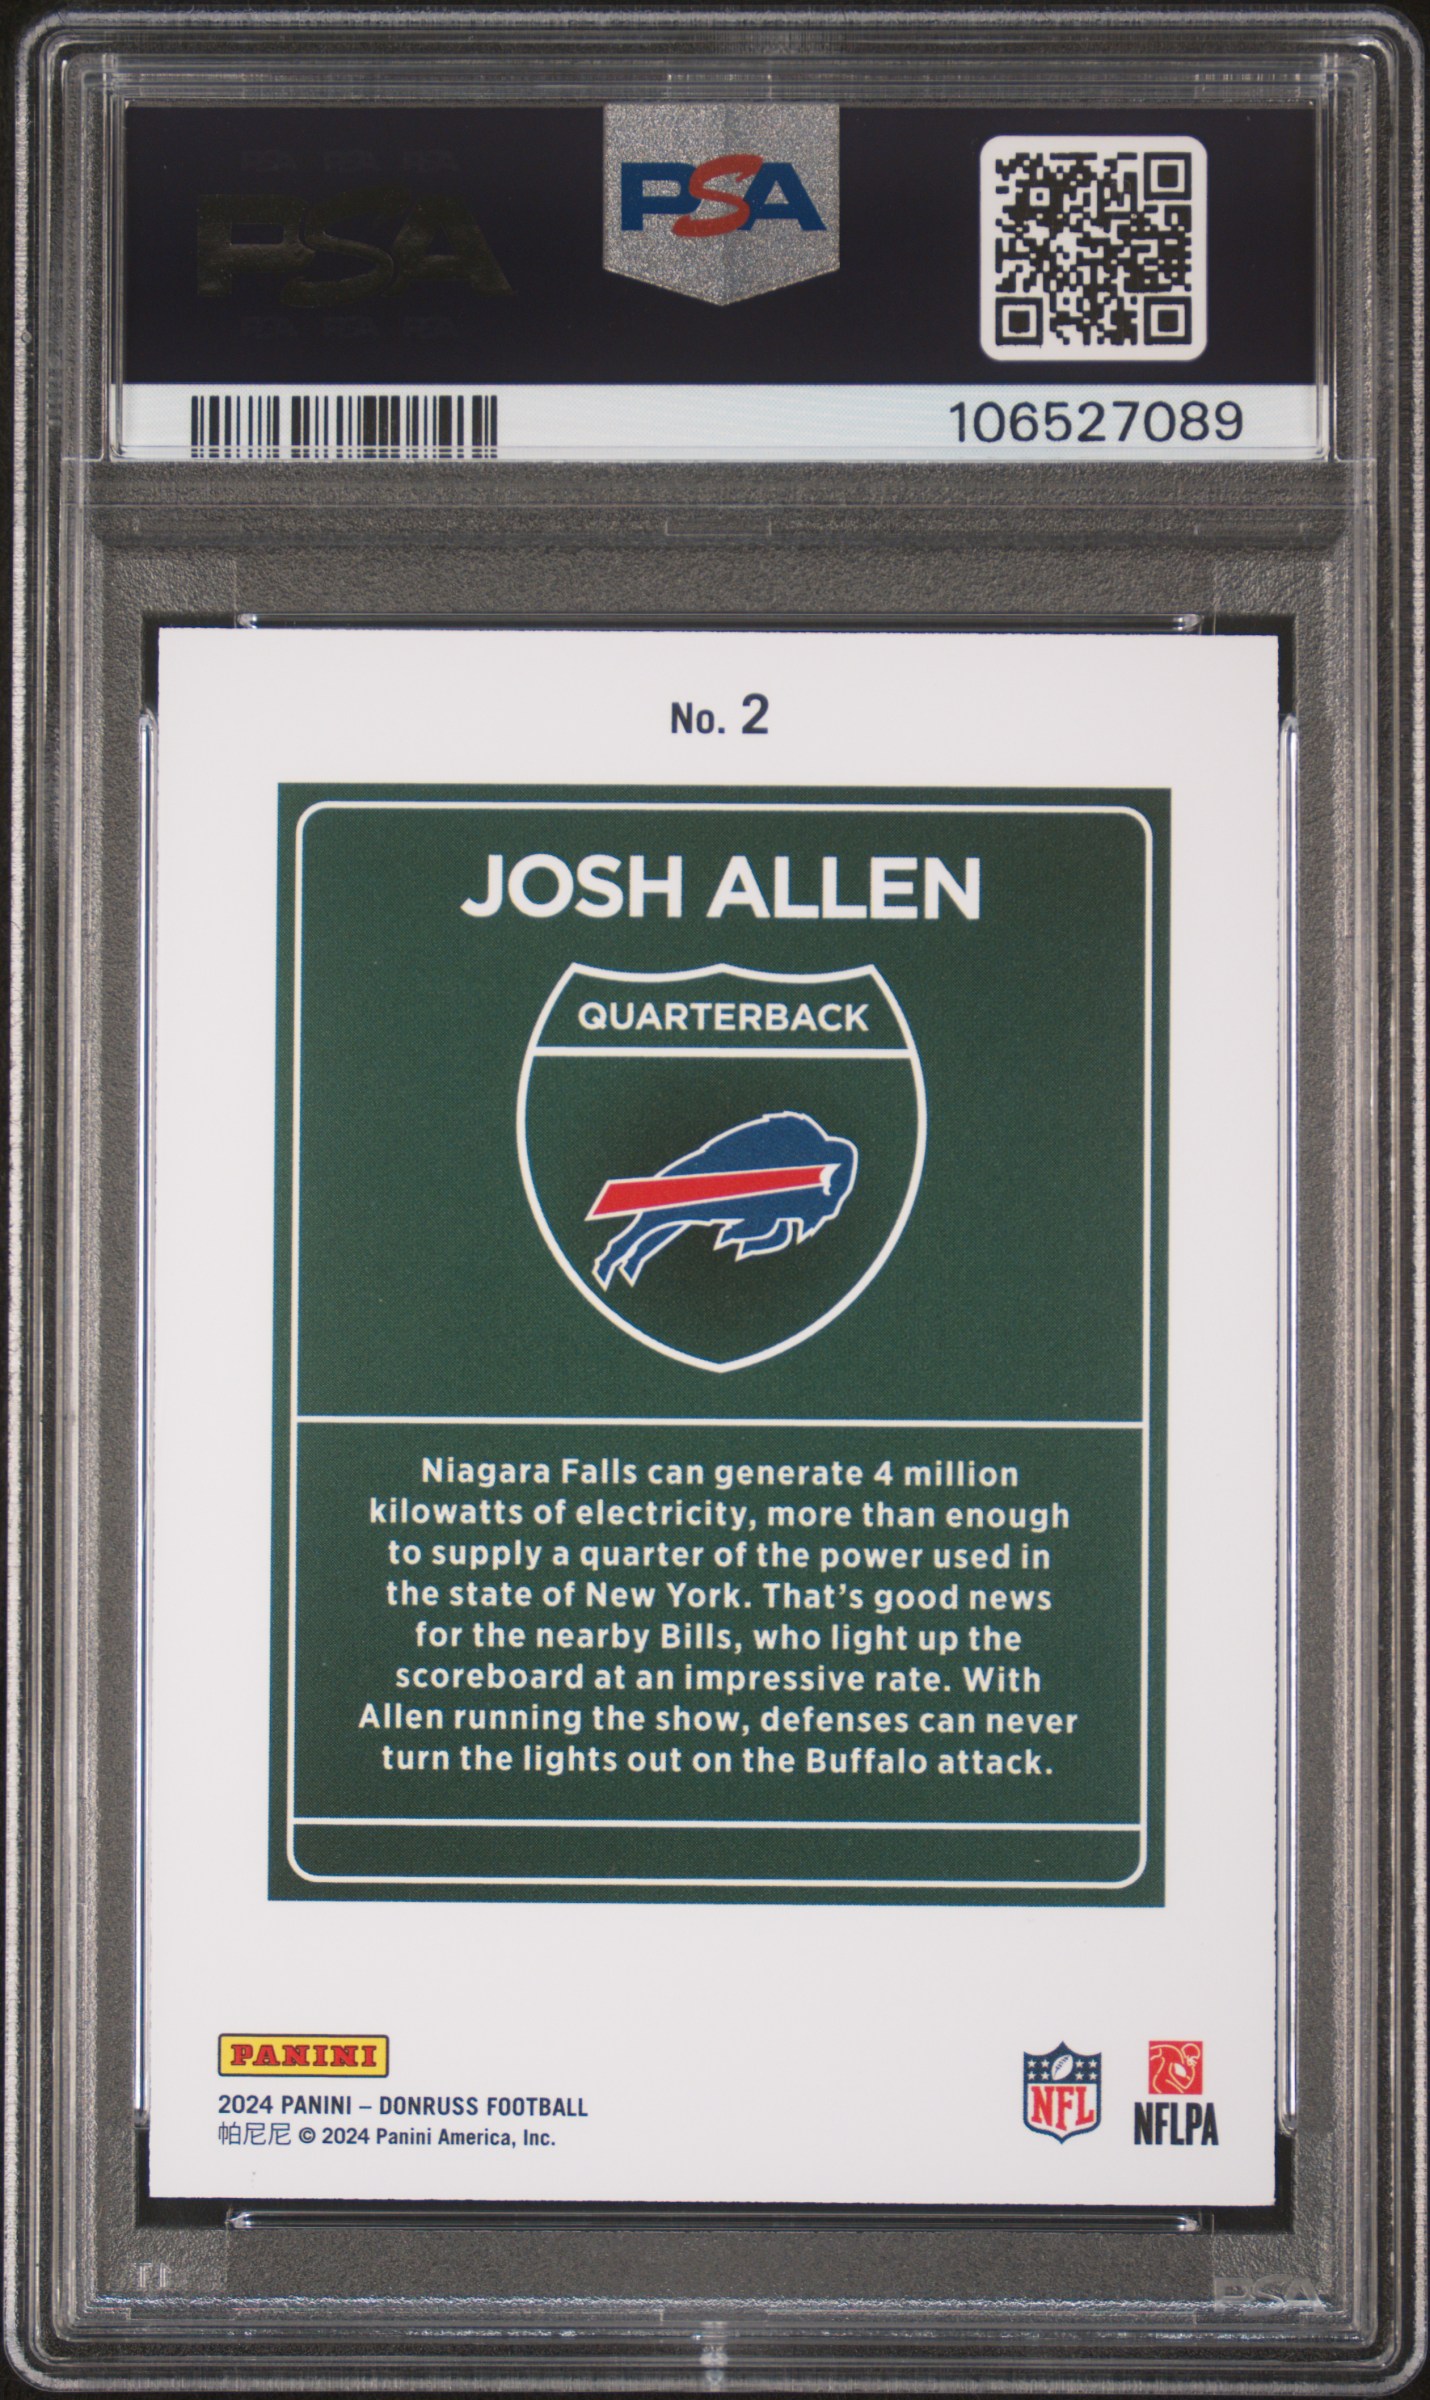 PSA
PSA
106527089
No. 2
JOSH ALLEN
QUARTERBACK
Niagara Falls can generate 4 million
kilowatts of electricity, more than enough
to supply a quarter of the power used in
the state of New York. That's good news
for the nearby Bills, who light up the
scoreboard at an impressive rate. With
Allen running the show, defenses can never
turn the lights out on the Buffalo attack.
PANINI
2024 PANINI – DONRUSS FOOTBALL
帕尼尼 © 2024 Panini America, Inc.
NFL
NFLPA
PSA